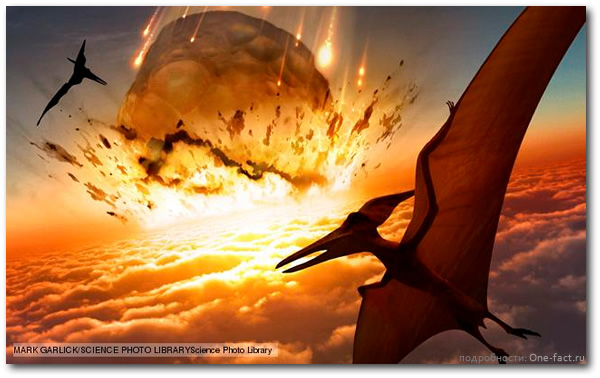 MARK GARLICK/SCIENCE PHOTO LIBRARYScience Photo Library
подробности: One-fact.ru